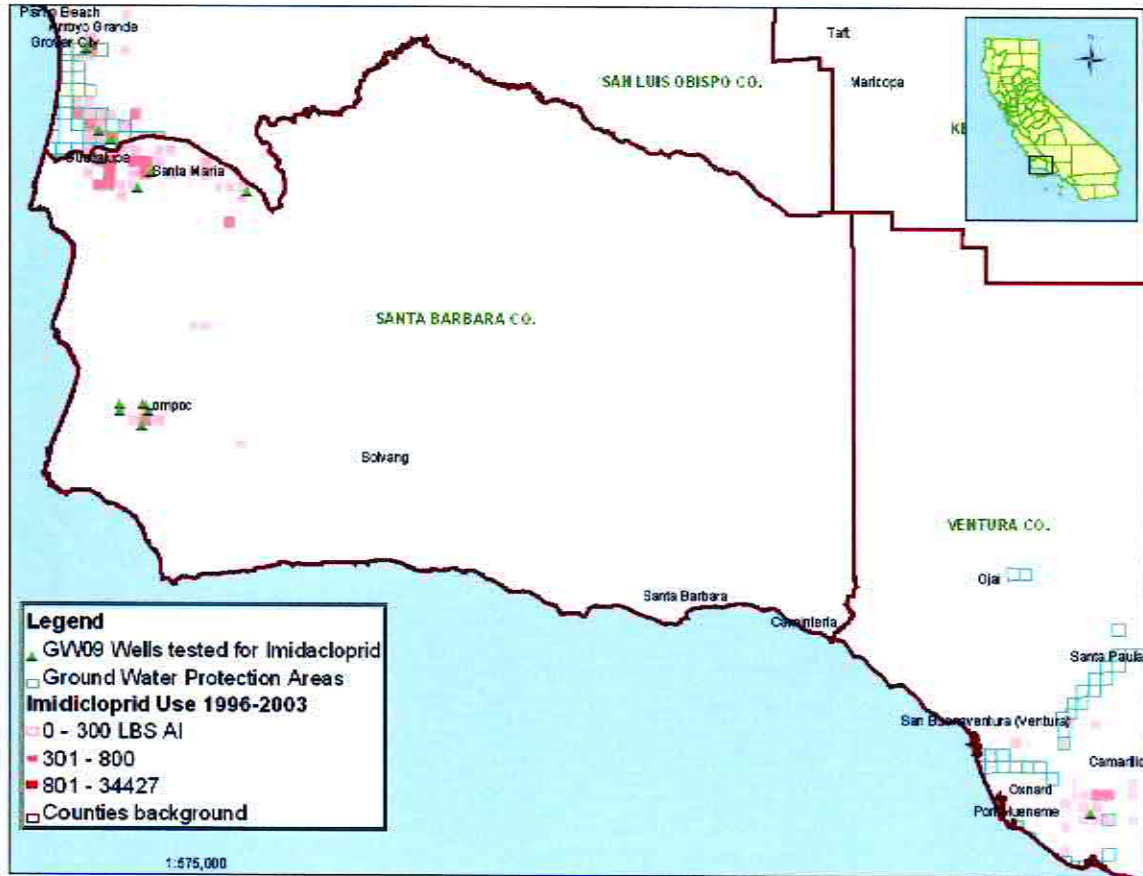 Arroyo Grande
Grover City
Taft
SAN LUIS OBISPO CO.
Maricopa
N
Guadalupe
Santa Maria
SANTA BARBARA CO.
ompoc
Solvang
VENTURA CO.
Ojai
Santa Barbara
Carpinteria
Santa Paula
San Buenaventura (Ventura)
Camarillo
Oxnard
Port Hueneme
Legend
GW09 Wells tested for Imidacloprid
Ground Water Protection Areas
Imidicloprid Use 1996-2003
0 - 300 LBS AI
301 - 800
801 - 34427
Counties background
1:575,000